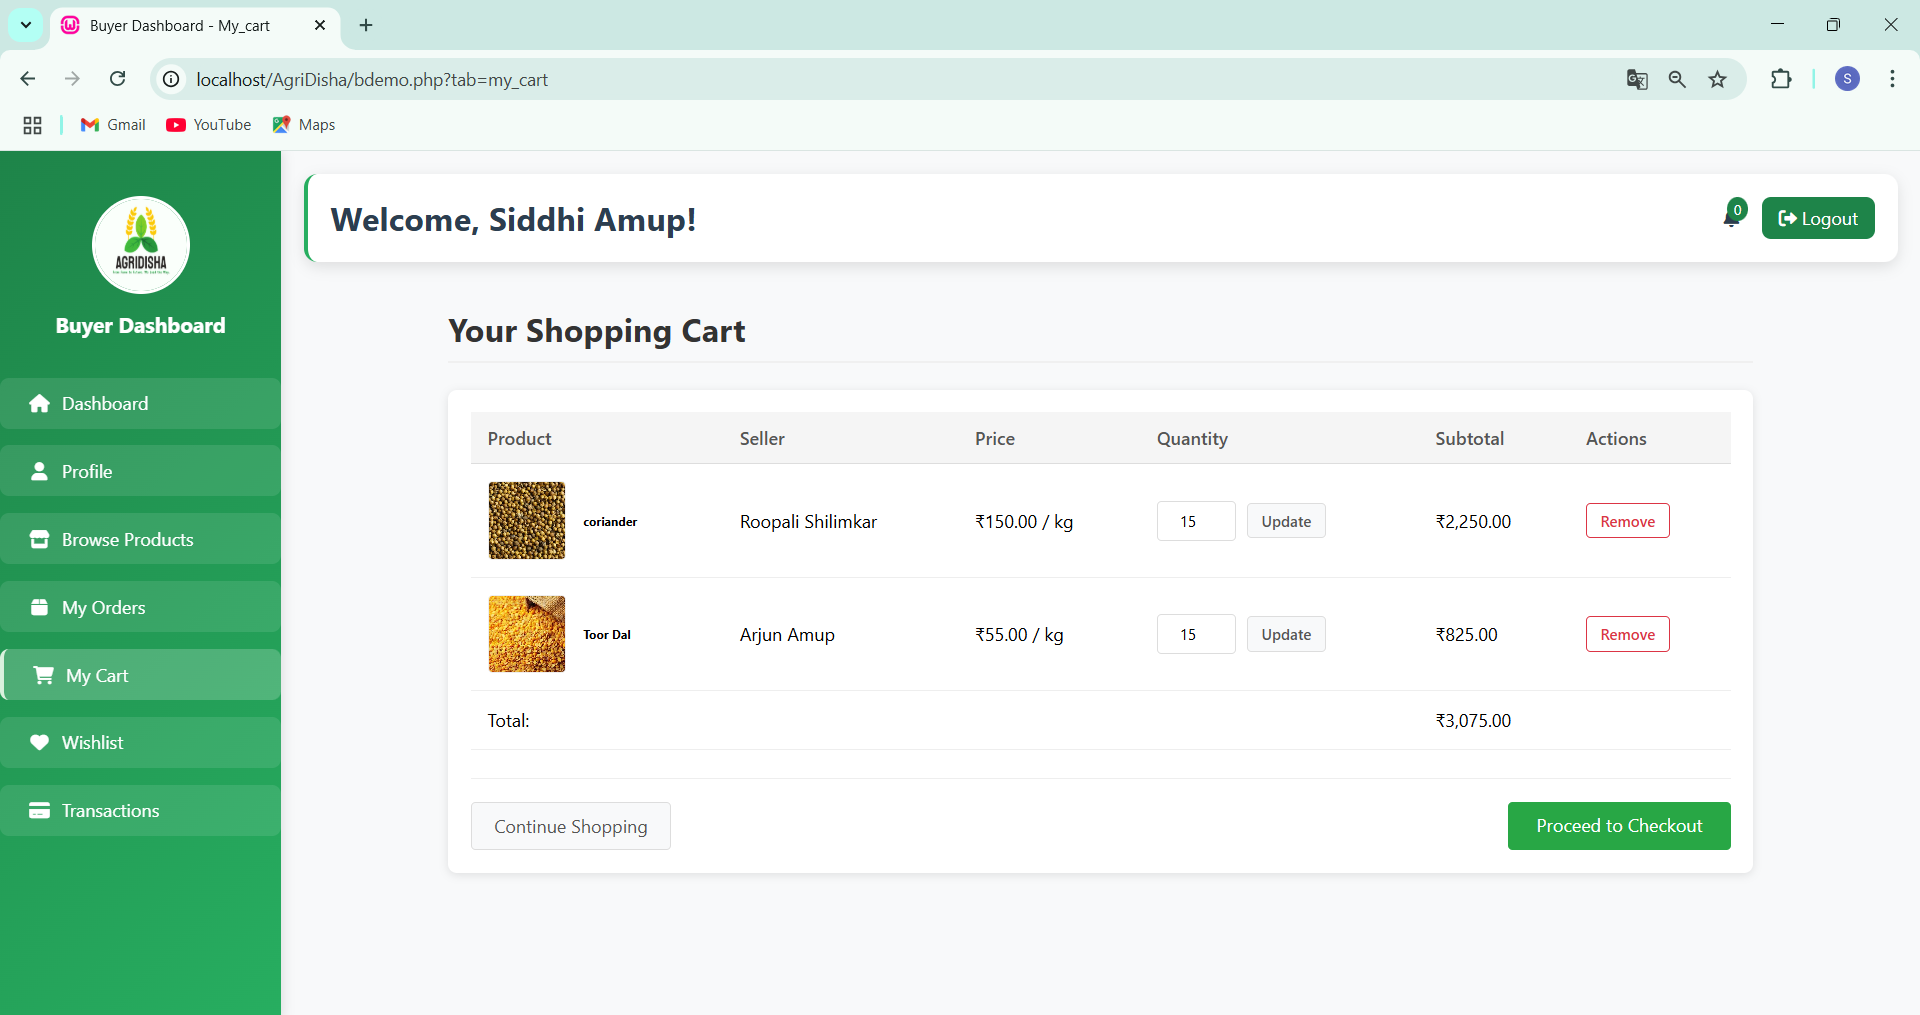 Buyer Dashboard - My_cart
localhost/AgriDisha/bdemo.php?tab=my_cart
S
Gmail
YouTube
Maps
AGRIDISHA
Buyer Dashboard
Dashboard
Profile
Browse Products
My Orders
My Cart
Wishlist
Transactions
Welcome, Siddhi Amup!
0
Logout
Your Shopping Cart
Product Seller Price Quantity Subtotal Actions
coriander Roopali Shilimkar ₹150.00 / kg 15 Update ₹2,250.00 Remove
Toor Dal Arjun Amup ₹55.00 / kg 15 Update ₹825.00 Remove
Total: ₹3,075.00
Continue Shopping
Proceed to Checkout